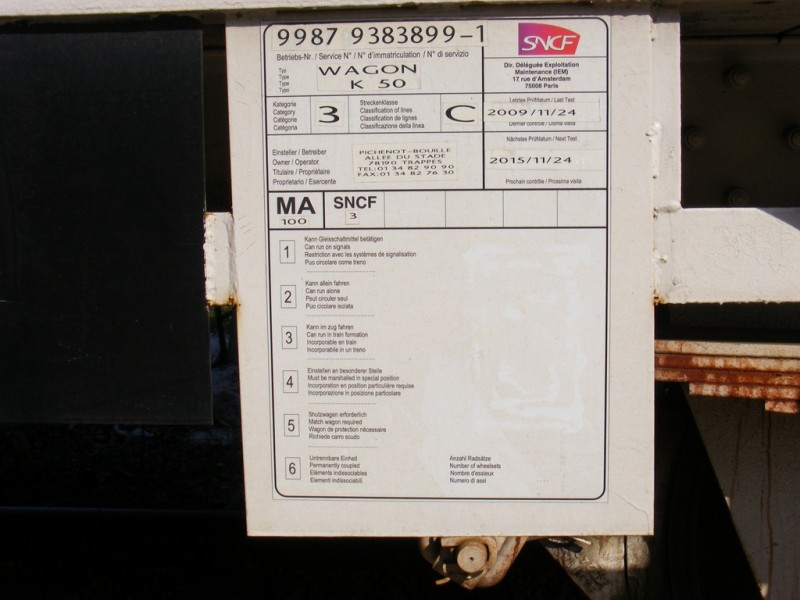 9987 9383899-1
Betriebs-Nr. / Service N° / N° d'immatriculation / N° di servizio
SNCF
Typ
Type
Type
Type
WAGON
K 50
Dir. Déléguée Exploitation
Maintenance (IEM)
17 rue d'Amsterdam
75008 Paris
Kategorie
Category
Catégorie
Categoria
3
Streckenklasse
Classification of lines
Classification de lignes
Classificazione della linea
C
Letztes Prüfdatum / Last Test
2009/11/24
Dernier contrôle / Ultima visita
Einsteller / Betreiber
Owner / Operator
Titulaire / Propriétaire
Proprietario / Esercente
PICHENOT-BOUILLE
ALLEE DU STADE
78190 TRAPPES
TEL:01 34 82 90 90
FAX:01 34 82 76 30
Nächstes Prüfdatum / Next Test
2015/11/24
Prochain contrôle / Prossima visita
MA
100
SNCF
3
1
Kann Gleisschaltmittel betätigen
Can run on signals
Restriction avec les systèmes de signalisation
Puo circolare come treno
2
Kann allein fahren
Can run alone
Peut circuler seul
Puo circolare isolata
3
Kann im zug fahren
Can run in train formation
Incorporable en train
Incorporabile in un treno
4
Einstellen an besonderer Stelle
Must be marshalled in special position
Incorporation en position particulière requise
Incorporazione in posizione particolare
5
Shutzwagen erforderlich
Match wagon required
Wagon de protection nécessaire
Richiede carro scudo
6
Untrennbare Einheit
Permanently coupled
Eléments indissociables
Elementi indissociabili
Anzahl Radsätze
Number of wheelsets
Nombre d'essieux
Numero di assi